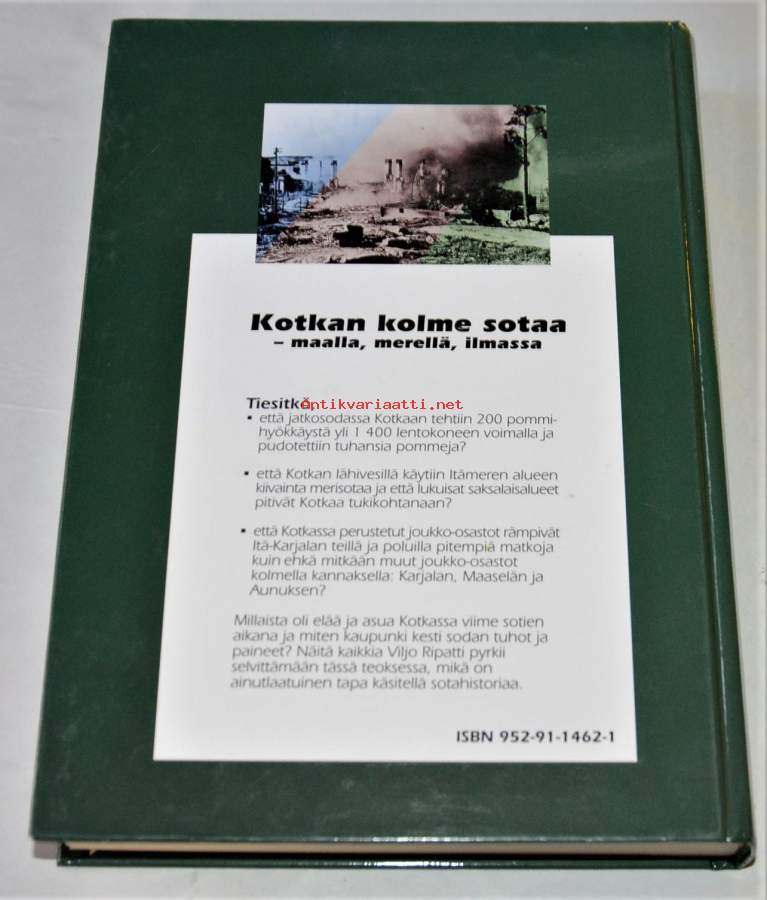 Kotkan kolme sotaa
– maalla, merellä, ilmassa
Tiesitkö
antikvariaatti.net
• että jatkosodassa Kotkaan tehtiin 200 pommi-
hyökkäystä yli 1 400 lentokoneen voimalla ja
pudotettiin tuhansia pommeja?
• että Kotkan lähivesillä käytiin Itämeren alueen
kiivainta merisotaa ja että lukuisat saksalaisalueet
pitivät Kotkaa tukikohtanaan?
• että Kotkassa perustetut joukko-osastot rämpivät
Itä-Karjalan teillä ja poluilla pitempiä matkoja
kuin ehkä mitkään muut joukko-osastot
kolmella kannaksella: Karjalan, Maaselän ja
Aunuksen?
Millaista oli elää ja asua Kotkassa viime sotien
aikana ja miten kaupunki kesti sodan tuhot ja
paineet? Näitä kaikkia Viljo Ripatti pyrkii
selvittämään tässä teoksessa, mikä on
ainutlaatuinen tapa käsitellä sotahistoriaa.
ISBN 952-91-1462-1